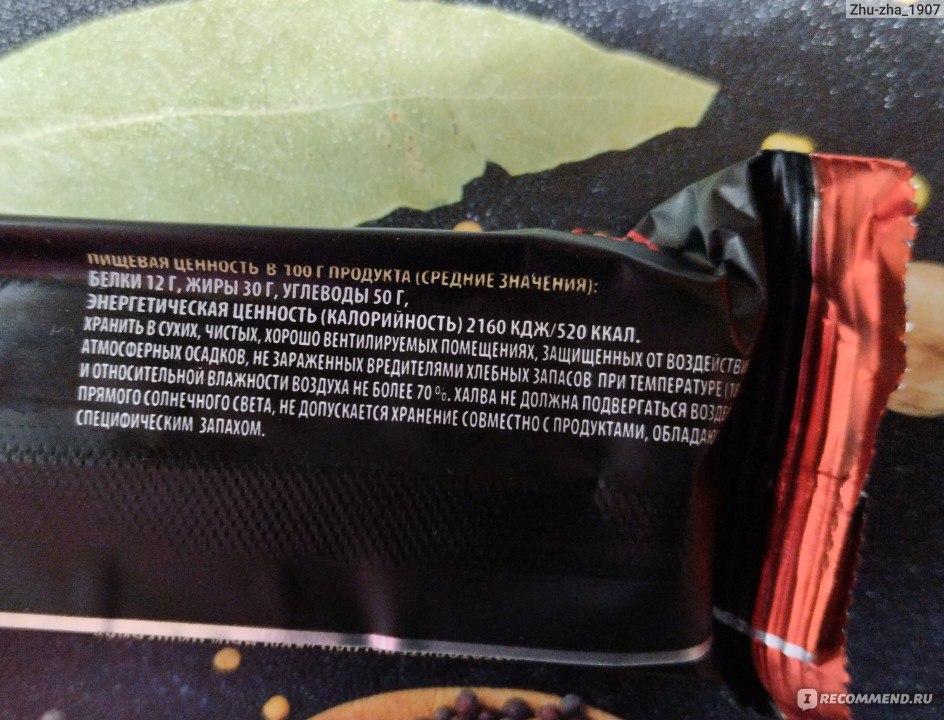 Zhu-zha_1907
ПИЩЕВАЯ ЦЕННОСТЬ В 100 Г ПРОДУКТА (СРЕДНИЕ ЗНАЧЕНИЯ):
БЕЛКИ 12 Г, ЖИРЫ 30 Г, УГЛЕВОДЫ 50 Г,
ЭНЕРГЕТИЧЕСКАЯ ЦЕННОСТЬ (КАЛОРИЙНОСТЬ) 2160 КДЖ/520 ККАЛ.
ХРАНИТЬ В СУХИХ, ЧИСТЫХ, ХОРОШО ВЕНТИЛИРУЕМЫХ ПОМЕЩЕНИЯХ, ЗАЩИЩЕННЫХ ОТ ВОЗДЕЙСТВИ
АТМОСФЕРНЫХ ОСАДКОВ, НЕ ЗАРАЖЕННЫХ ВРЕДИТЕЛЯМИ ХЛЕБНЫХ ЗАПАСОВ ПРИ ТЕМПЕРАТУРЕ
И ОТНОСИТЕЛЬНОЙ ВЛАЖНОСТИ ВОЗДУХА НЕ БОЛЕЕ 70%. ХАЛВА НЕ ДОЛЖНА ПОДВЕРГАТЬСЯ ВОЗДЕ
ПРЯМОГО СОЛНЕЧНОГО СВЕТА, НЕ ДОПУСКАЕТСЯ ХРАНЕНИЕ СОВМЕСТНО С ПРОДУКТАМИ, ОБЛАДАЮ
СПЕЦИФИЧЕСКИМ ЗАПАХОМ.
IRECOMMEND.RU